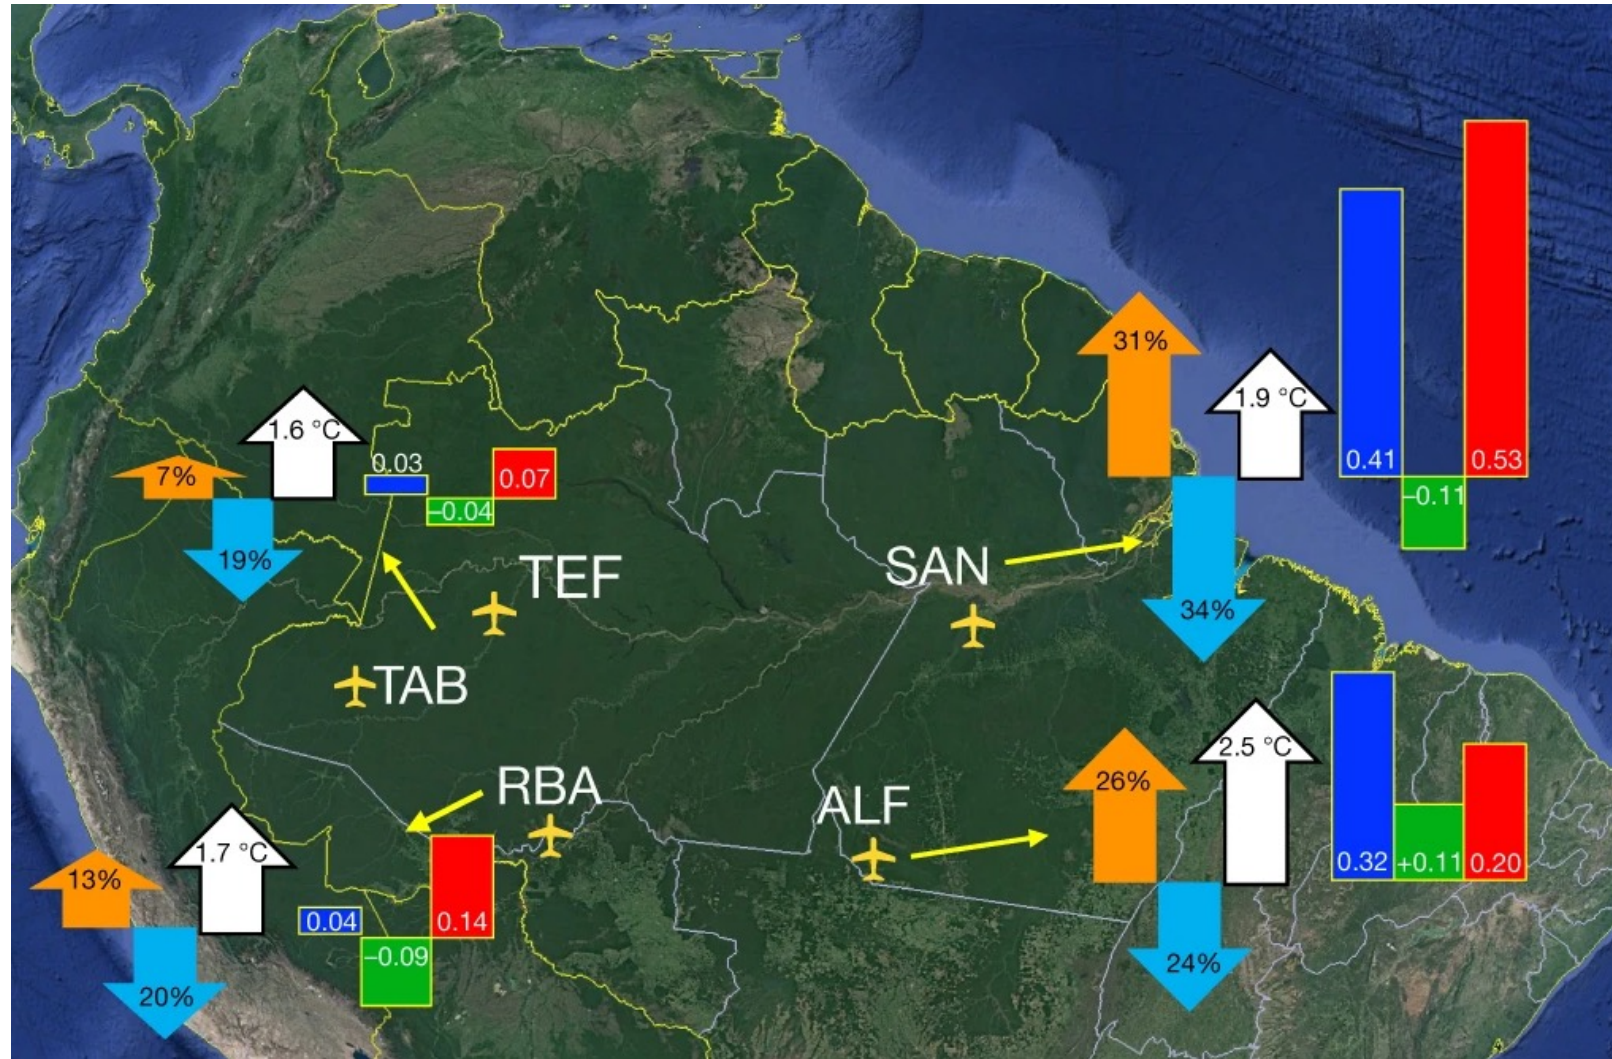 31%
1.9 °C
0.41
−0.11
0.53
34%
1.6 °C
7%
19%
0.03
−0.04
0.07
TEF
SAN
TAB
RBA
ALF
26%
2.5 °C
0.32
+0.11
0.20
24%
1.7 °C
13%
20%
0.04
−0.09
0.14